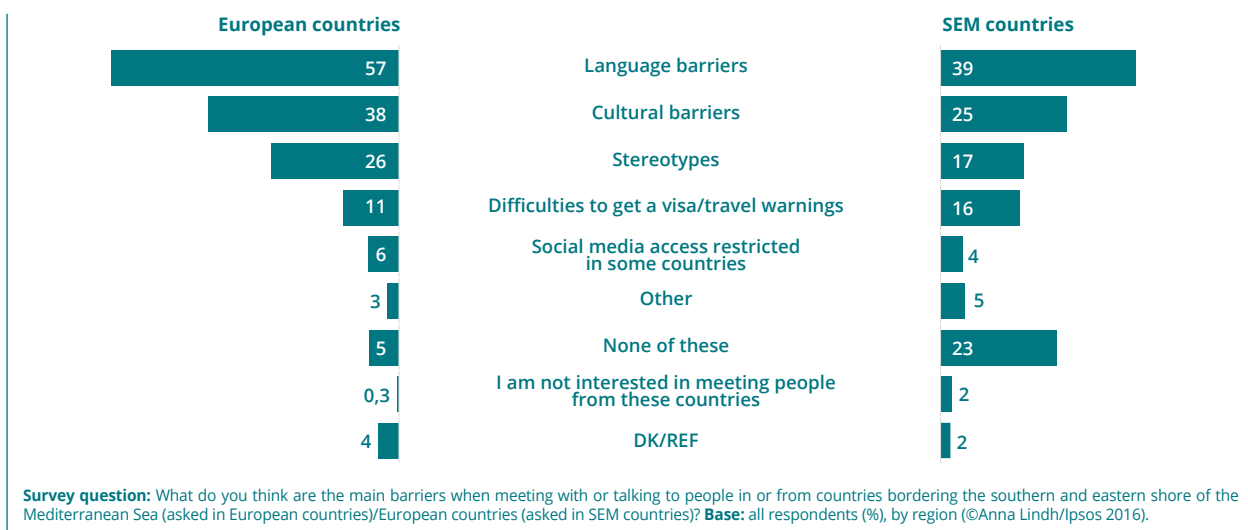 European countries
SEM countries
57 Language barriers 39
38 Cultural barriers 25
26 Stereotypes 17
11 Difficulties to get a visa/travel warnings 16
6 Social media access restricted
in some countries 4
3 Other 5
5 None of these 23
0,3 I am not interested in meeting people
from these countries 2
4 DK/REF 2
Survey question: What do you think are the main barriers when meeting with or talking to people in or from countries bordering the southern and eastern shore of the
Mediterranean Sea (asked in European countries)/European countries (asked in SEM countries)? Base: all respondents (%), by region (©Anna Lindh/Ipsos 2016).